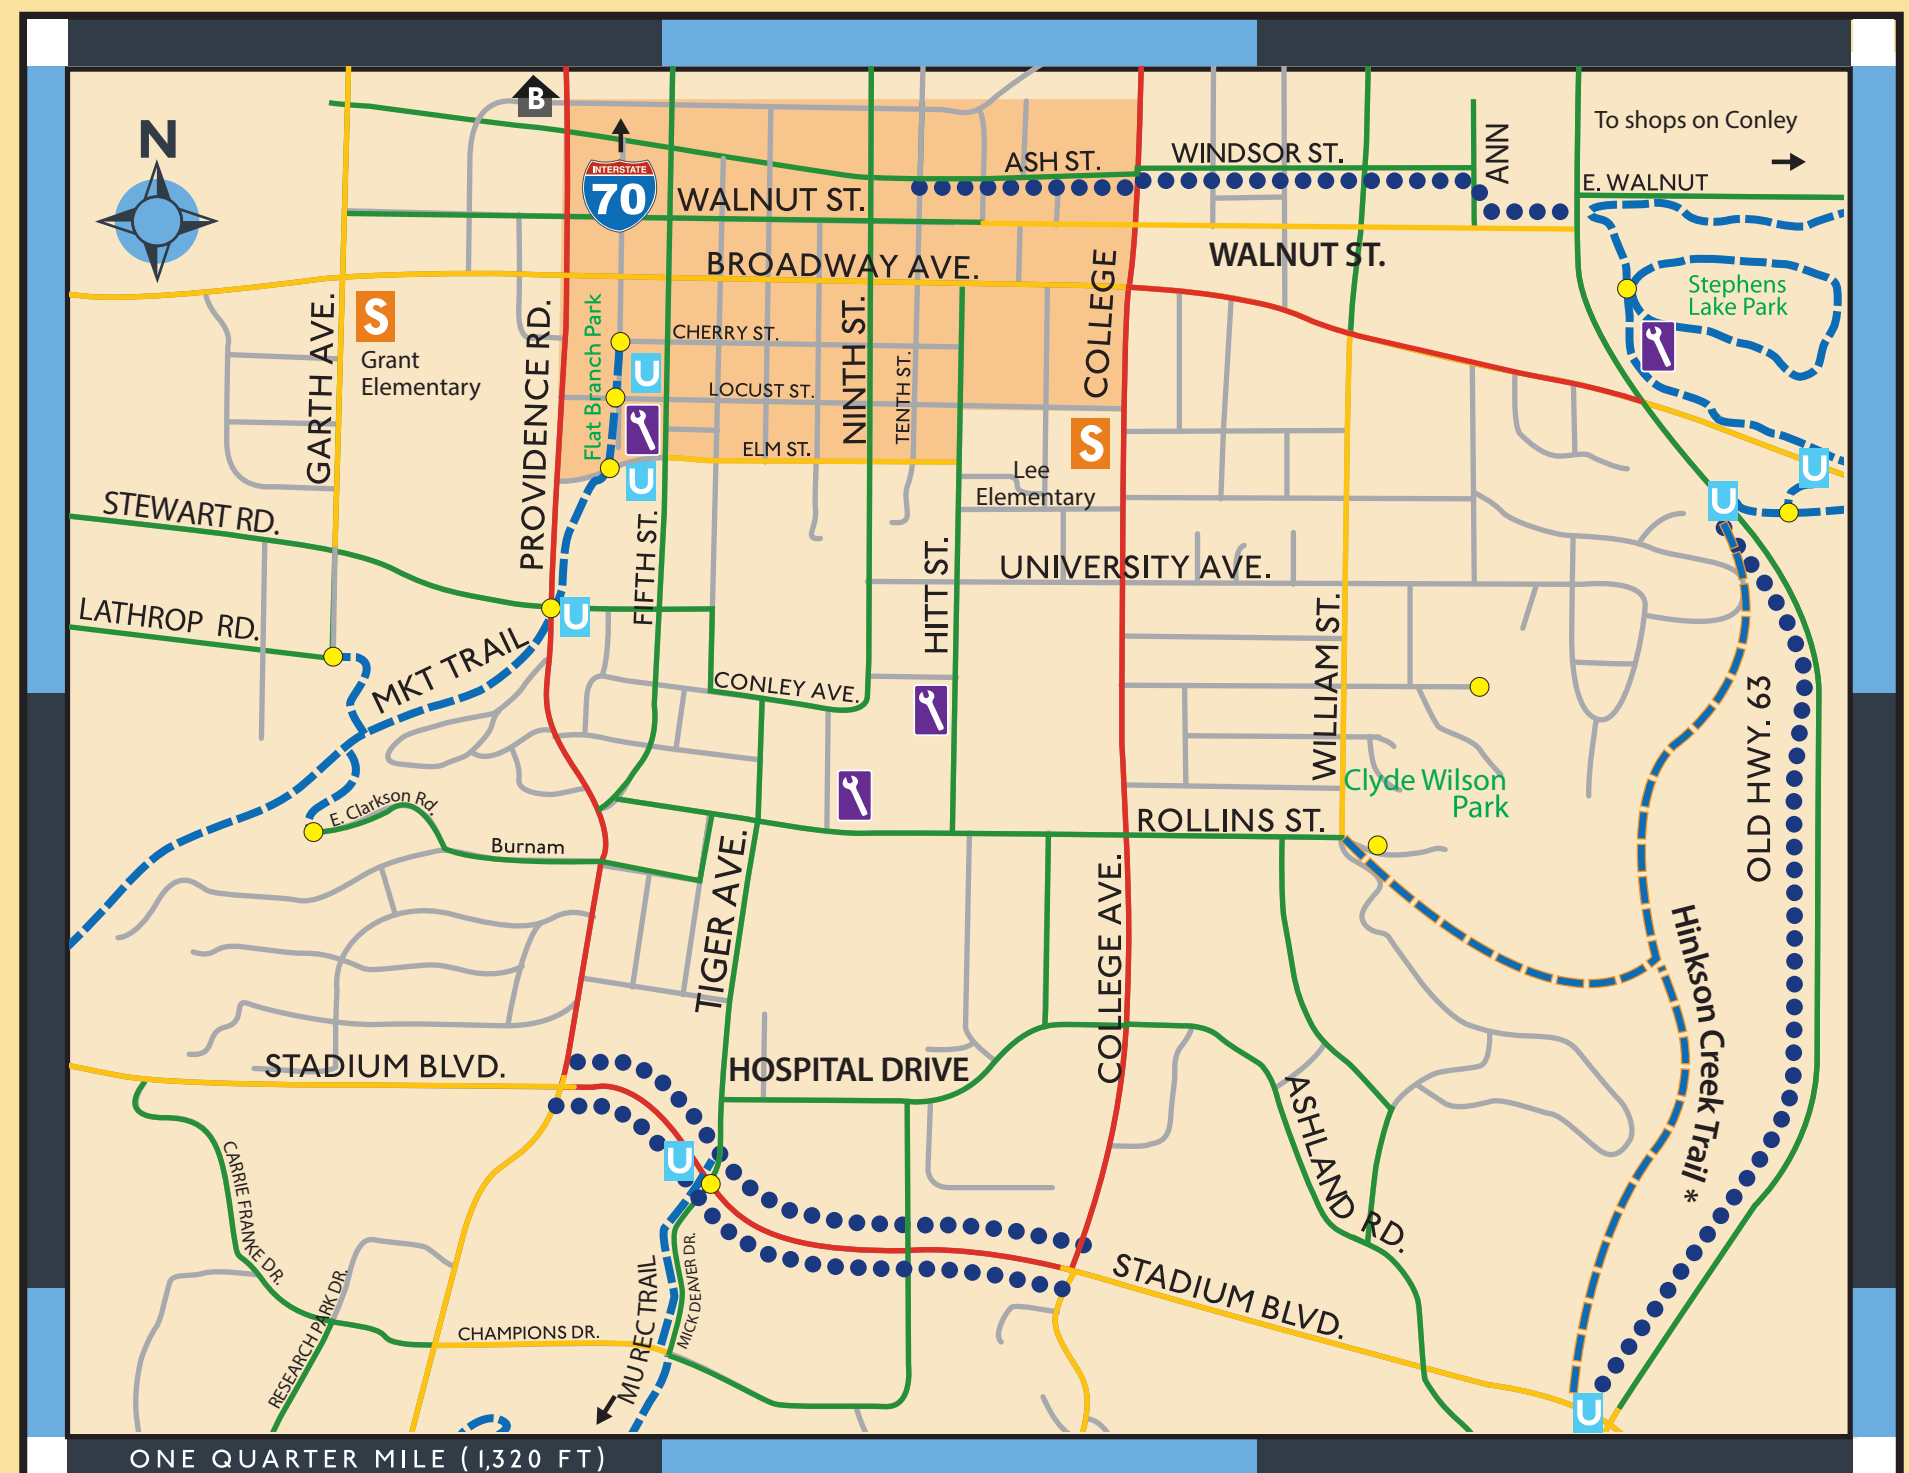 B
N
To shops on Conley
ANN
WINDSOR ST.
ASH ST.
INTERSTATE
70
E. WALNUT
WALNUT ST.
WALNUT ST.
BROADWAY AVE.
COLLEGE
Stephens
Lake Park
GARTH AVE.
S
Grant
Elementary
PROVIDENCE RD.
Flat Branch Park
CHERRY ST.
U
LOCUST ST.
NINTH ST.
TENTH ST.
ELM ST.
S
Lee
Elementary
U
U
U
STEWART RD.
FIFTH ST.
HITT ST.
UNIVERSITY AVE.
LATHROP RD.
U
MKT TRAIL
CONLEY AVE.
WILLIAM ST.
OLD HWY. 63
Clyde Wilson
Park
E. Clarkson Rd.
Burnam
ROLLINS ST.
TIGER AVE.
COLLEGE AVE.
Hinkson Creek Trail *
STADIUM BLVD.
HOSPITAL DRIVE
ASHLAND RD.
U
CARRIE FRANKE DR.
RESEARCH PARK DR.
CHAMPIONS DR.
MU REC TRAIL
MICK DEAVER DR.
STADIUM BLVD.
U
ONE QUARTER MILE (1,320 FT)